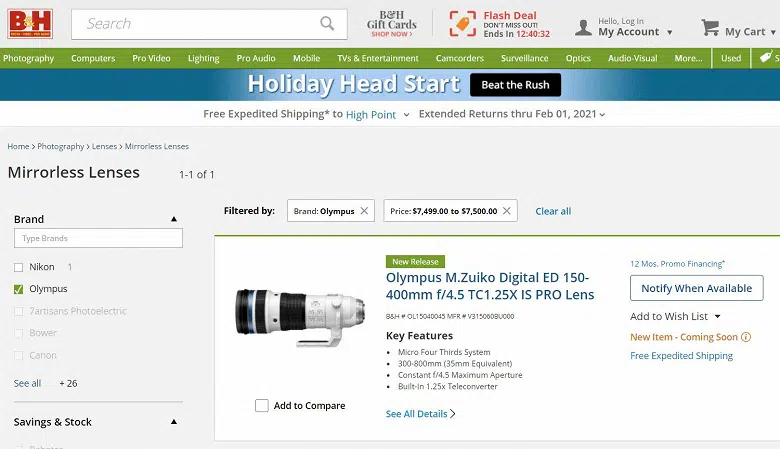 B&H
PHOTO - VIDEO - PRO AUDIO
Search
B&H
Gift Cards
SHOP NOW >
Flash Deal
DON'T MISS OUT!
Ends In 12:40:32
Hello, Log In
My Account
My Cart
Photography Computers Pro Video Lighting Pro Audio Mobile TVs & Entertainment Camcorders Surveillance Optics Audio-Visual More... Used S
Holiday Head Start Beat the Rush
Free Expedited Shipping* to High Point Extended Returns thru Feb 01, 2021
Home > Photography > Lenses > Mirrorless Lenses
Mirrorless Lenses 1-1 of 1
Brand
Type Brands
Nikon 1
Olympus
7artisans Photoelectric
Bower
Canon
See all + 26
Savings & Stock
Filtered by: Brand: Olympus Price: $7,499.00 to $7,500.00 Clear all
New Release
Olympus M.Zuiko Digital ED 150-
400mm f/4.5 TC1.25X IS PRO Lens
B&H # OL15040045 MFR # V315060BU000
Key Features
Micro Four Thirds System
300-800mm (35mm Equivalent)
Constant f/4.5 Maximum Aperture
Built-In 1.25x Teleconverter
See All Details >
Add to Compare
12 Mos. Promo Financing*
Notify When Available
Add to Wish List
New Item - Coming Soon
Free Expedited Shipping